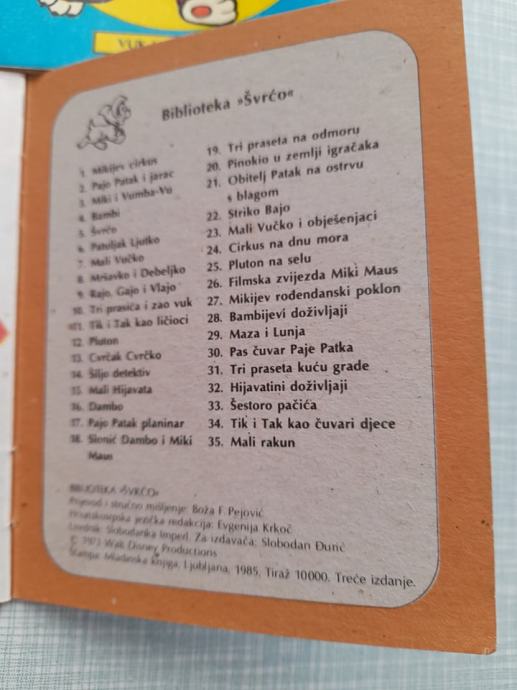 VUK
Biblioteka »Švrćo«
1. Mikijev cirkus
2. Pajo Patak i jarac
3. Miki i Vumba-Vu
4. Bambi
5. Švrćo
6. Patuljak Ljutko
7. Mali Vučko
8. Mršavko i Debeljko
9. Rajo, Gajo i Vlajo
10. Tri prasića i zao vuk
11. Tik i Tak kao ličioci
12. Pluton
13. Cvrčak Cvrčko
14. Šiljo detektiv
15. Mali Hijavata
16. Dambo
17. Pajo Patak planinar
18. Slonić Dambo i Miki
Maus
19. Tri praseta na odmoru
20. Pinokio u zemlji igračaka
21. Obitelj Patak na ostrvu
s blagom
22. Striko Bajo
23. Mali Vučko i obješenjaci
24. Cirkus na dnu mora
25. Pluton na selu
26. Filmska zvijezda Miki Maus
27. Mikijev rođendanski poklon
28. Bambijevi doživljaji
29. Maza i Lunja
30. Pas čuvar Paje Patka
31. Tri praseta kuću grade
32. Hijavatini doživljaji
33. Šestoro pačića
34. Tik i Tak kao čuvari djece
35. Mali rakun
BIBLIOTEKA »ŠVRĆO«
Prijevod i stručno mišljenje: Boža F. Pejović
Hrvatskosrpska jezička redakcija: Evgenija Krkoč
Urednik: Slobodanka Imperl. Za izdavača: Slobodan Đurić
© 1973 Walt Disney Productions
Štampa: Mladinska knjiga, Ljubljana, 1985. Tiraž 10000. Treće izdanje.